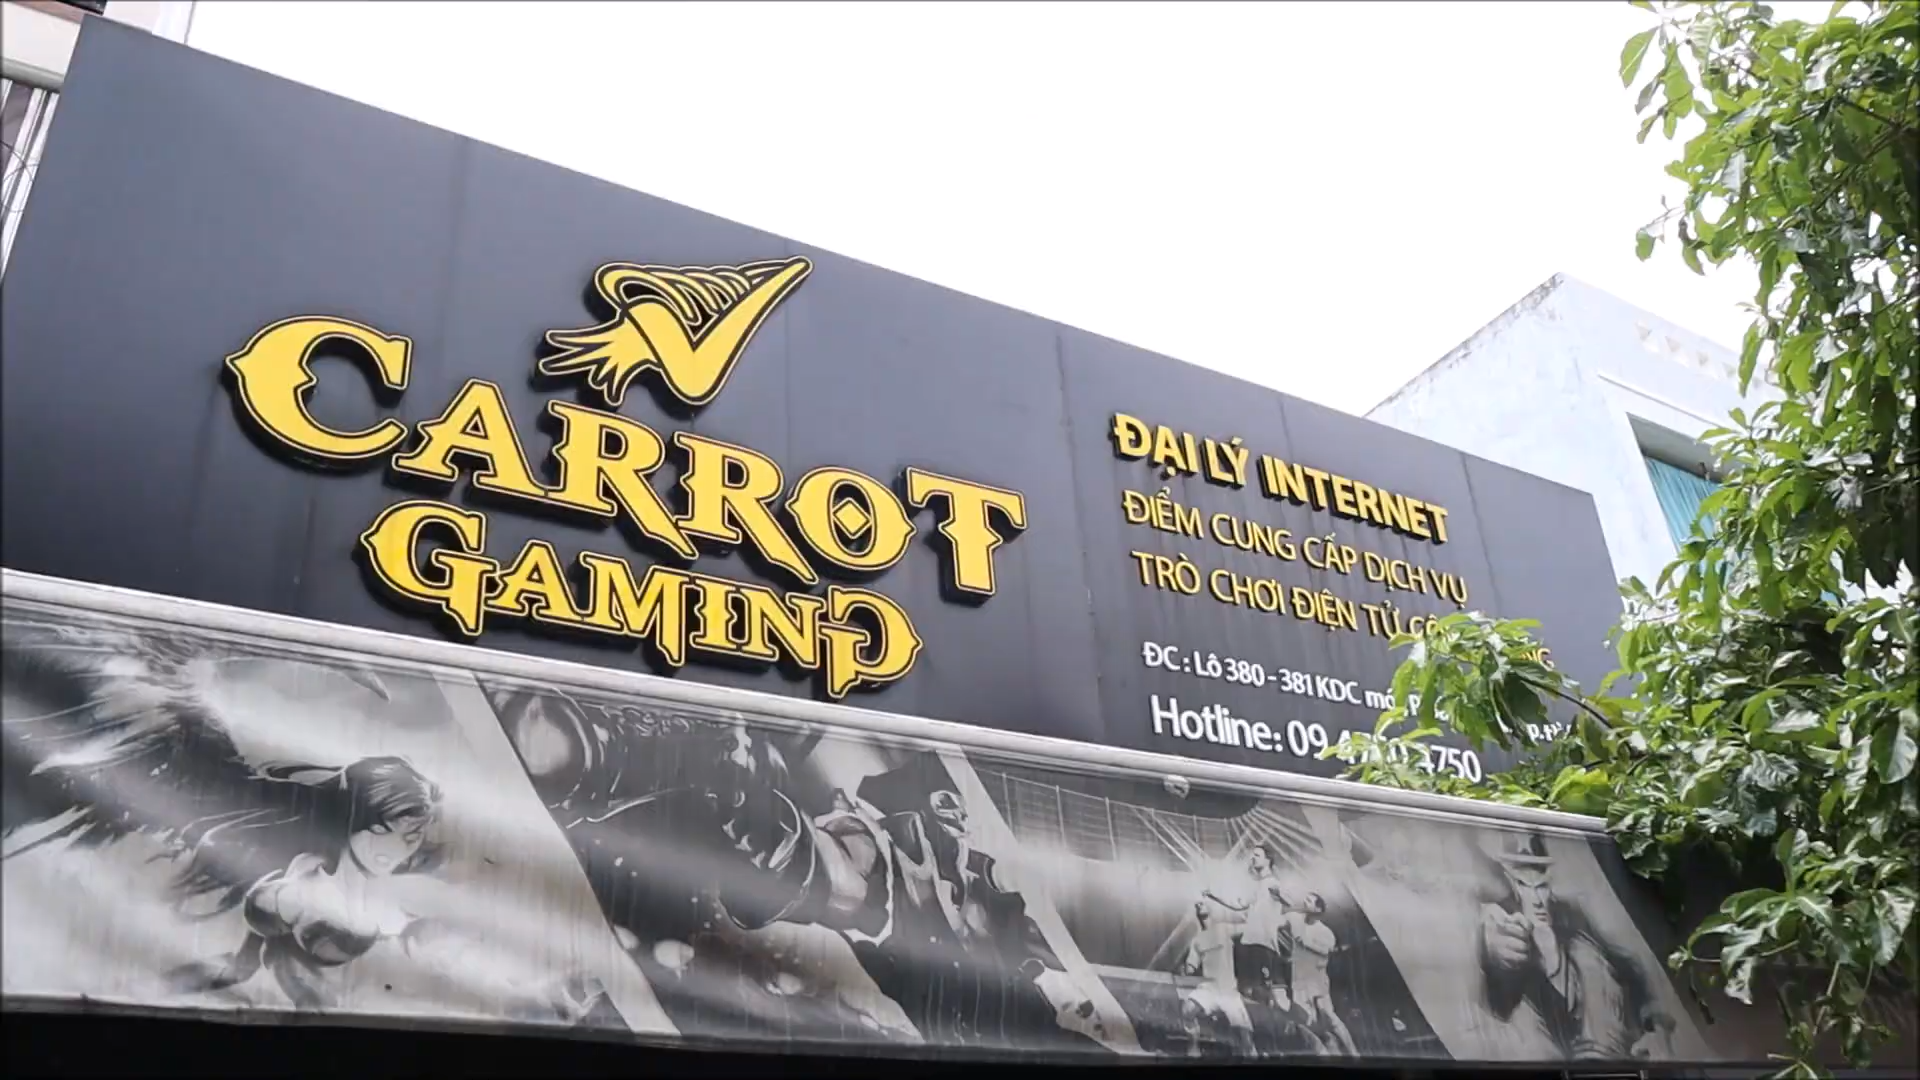 CARROT
GAMING
ĐẠI LÝ INTERNET
ĐIỂM CUNG CẤP DỊCH VỤ
TRÒ CHƠI ĐIỆN TỬ
ĐC : Lô 380 - 381 KDC
Hotline: 09